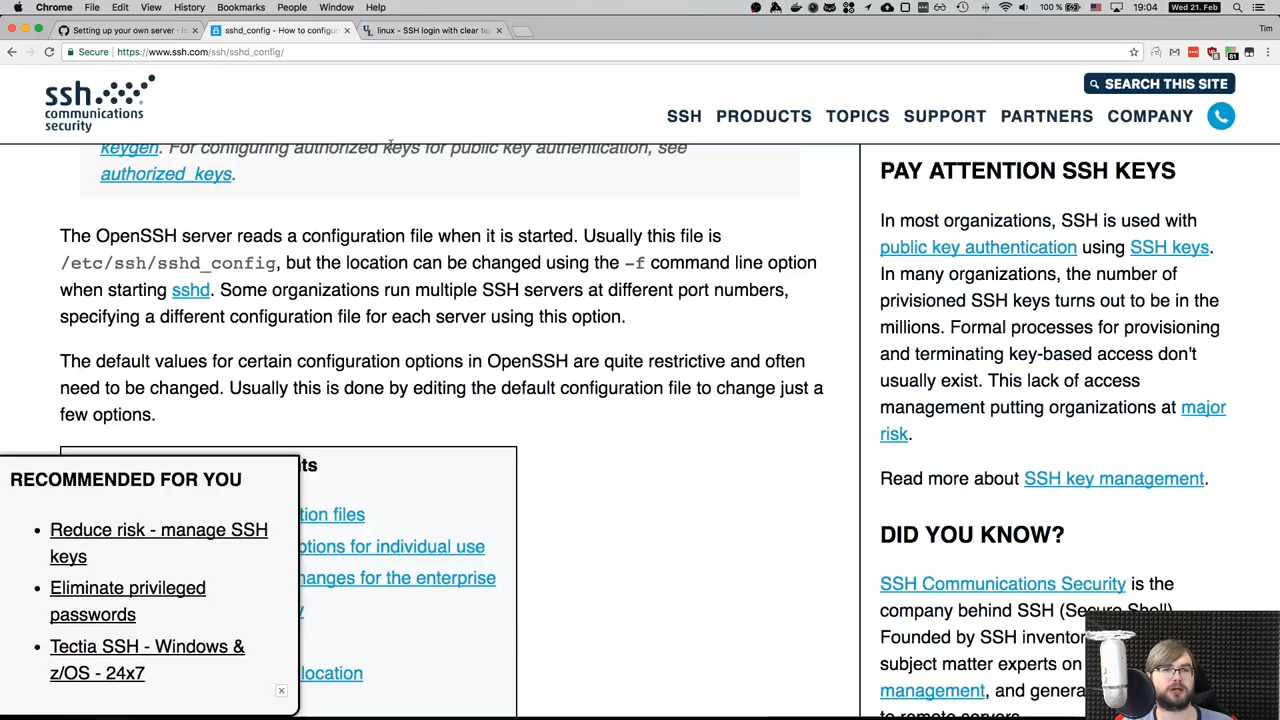 Chrome File Edit View History Bookmarks People Window Help 100 % 19:04 Wed 21. Feb
Setting up your own server · Is
sshd_config - How to configur
linux - SSH login with clear te
Tim
Secure https://www.ssh.com/ssh/sshd_config/
ssh
communications
security
SEARCH THIS SITE
SSH PRODUCTS TOPICS SUPPORT PARTNERS COMPANY
keygen. For configuring authorized keys for public key authentication, see
authorized_keys.
The OpenSSH server reads a configuration file when it is started. Usually this file is
/etc/ssh/sshd_config, but the location can be changed using the -f command line option
when starting sshd. Some organizations run multiple SSH servers at different port numbers,
specifying a different configuration file for each server using this option.
The default values for certain configuration options in OpenSSH are quite restrictive and often
need to be changed. Usually this is done by editing the default configuration file to change just a
few options.
ts
tion files
ptions for individual use
hanges for the enterprise
y
location
RECOMMENDED FOR YOU
• Reduce risk - manage SSH
keys
• Eliminate privileged
passwords
• Tectia SSH - Windows &
z/OS - 24x7
PAY ATTENTION SSH KEYS
In most organizations, SSH is used with
public key authentication using SSH keys.
In many organizations, the number of
privisioned SSH keys turns out to be in the
millions. Formal processes for provisioning
and terminating key-based access don't
usually exist. This lack of access
management putting organizations at major
risk.
Read more about SSH key management.
DID YOU KNOW?
SSH Communications Security is the
company behind SSH (Secure Shell)
Founded by SSH invento
subject matter experts on
management, and genera
to remote servers